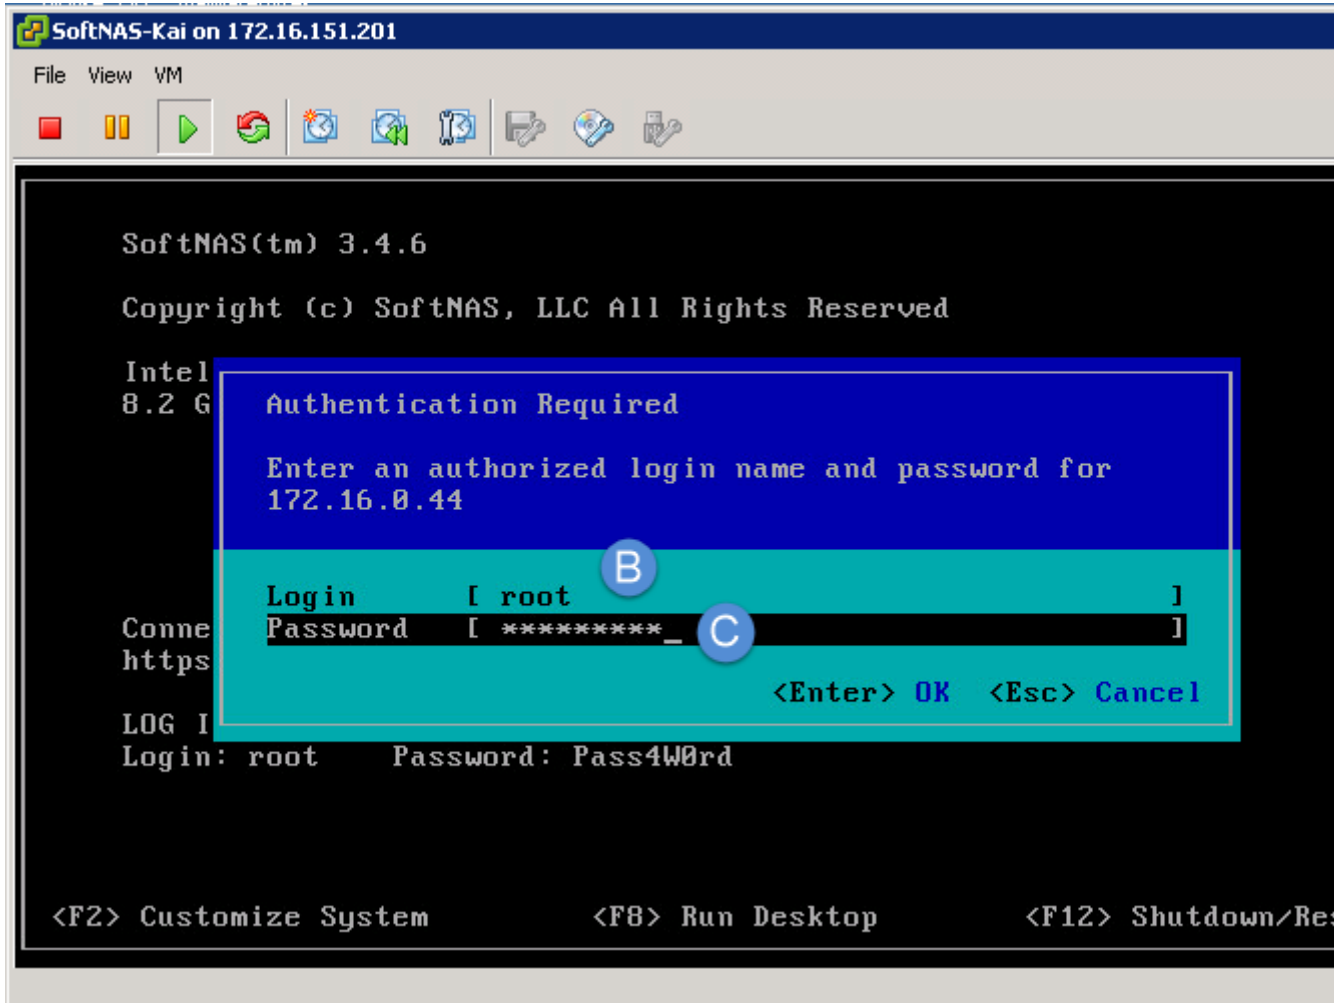 SoftNAS-Kai on 172.16.151.201
File View VM
SoftNAS(tm) 3.4.6
Copyright (c) SoftNAS, LLC All Rights Reserved
Intel
8.2 G
Authentication Required
Enter an authorized login name and password for
172.16.0.44
B
Login [ root ]
Conne
Password [ *********_ C ]
https
<Enter> OK <Esc> Cancel
LOG I
Login: root Password: Pass4W0rd
<F2> Customize System <F8> Run Desktop <F12> Shutdown/Res